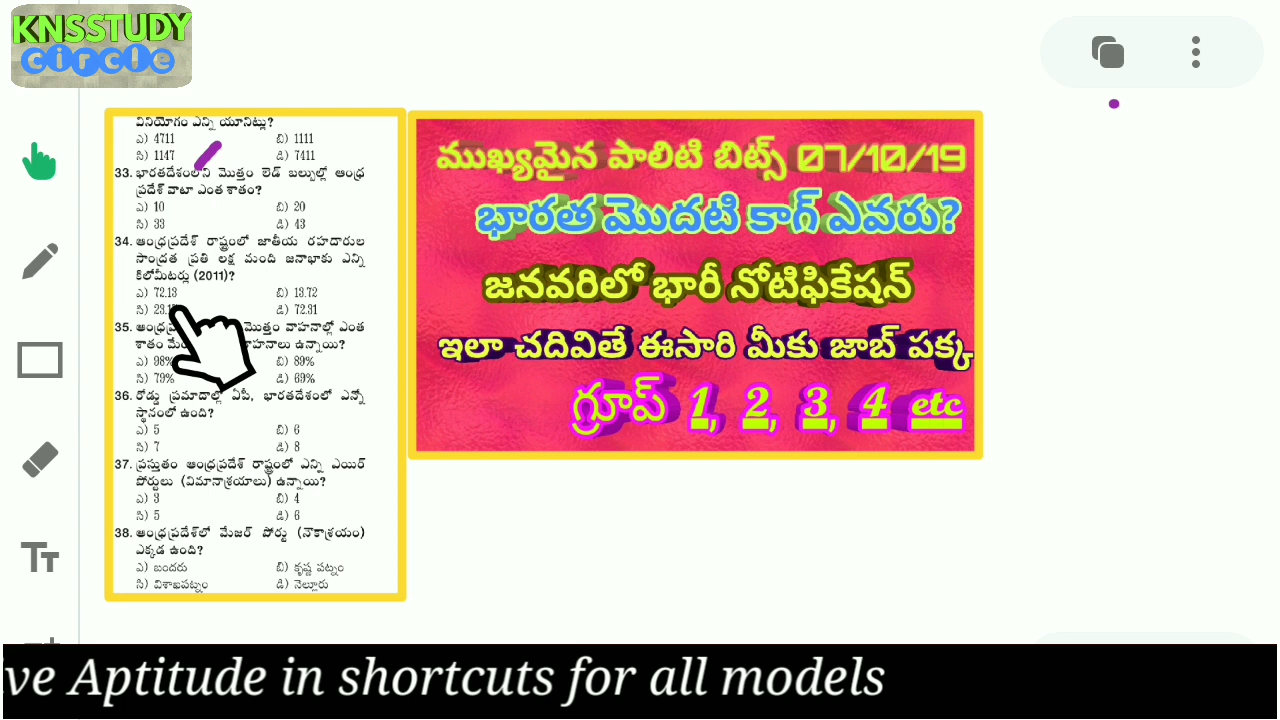 KNSSTUDY
circle
వినియోగం ఎన్ని యూనిట్లు?
ఎ) 4711 బి) 1111
సి) 1147 డి) 7411
33. భారతదేశంలోని మొత్తం లెడ్ బల్బుల్లో ఆంధ్ర
ప్రదేశ్ వాటా ఎంత శాతం?
ఎ) 10 బి) 20
సి) 33 డి) 43
34. ఆంధ్రప్రదేశ్ రాష్ట్రంలో జాతీయ రహదారుల
సాంద్రత ప్రతి లక్ష మంది జనాభాకు ఎన్ని
కిలోమీటర్లు (2011)?
ఎ) 72.13 బి) 13.72
సి) డి) 72.31
35. మొత్తం వాహనాల్లో ఎంత
శాతం ఉన్నాయి?
ఎ) 98% బి) 89%
సి) 79% డి) 69%
36. రోడ్డు ప్రమాదాల్లో ఏపీ, భారతదేశంలో ఎన్నో
స్థానంలో ఉంది?
ఎ) 5 బి) 6
సి) 7 డి) 8
37. ప్రస్తుతం ఆంధ్రప్రదేశ్ రాష్ట్రంలో ఎన్ని ఎయిర్
పోర్టులు (విమానాశ్రయాలు) ఉన్నాయి?
ఎ) 3 బి) 4
సి) 5 డి) 6
38. ఆంధ్రప్రదేశ్‌లో మేజర్ పోర్టు (నౌకాశ్రయం)
ఎక్కడ ఉంది?
ఎ) బందరు బి) కృష్ణ పట్నం
సి) విశాఖపట్నం డి) నెల్లూరు
ముఖ్యమైన పాలిటి బిట్స్ 07/10/19
భారత మొదటి కాగ్ ఎవరు?
జనవరిలో భారీ నోటిఫికేషన్
ఇలా చదివితే ఈసారి మీకు జాబ్ పక్క
గ్రూప్ 1, 2, 3, 4 etc
Tт
ve Aptitude in shortcuts for all models